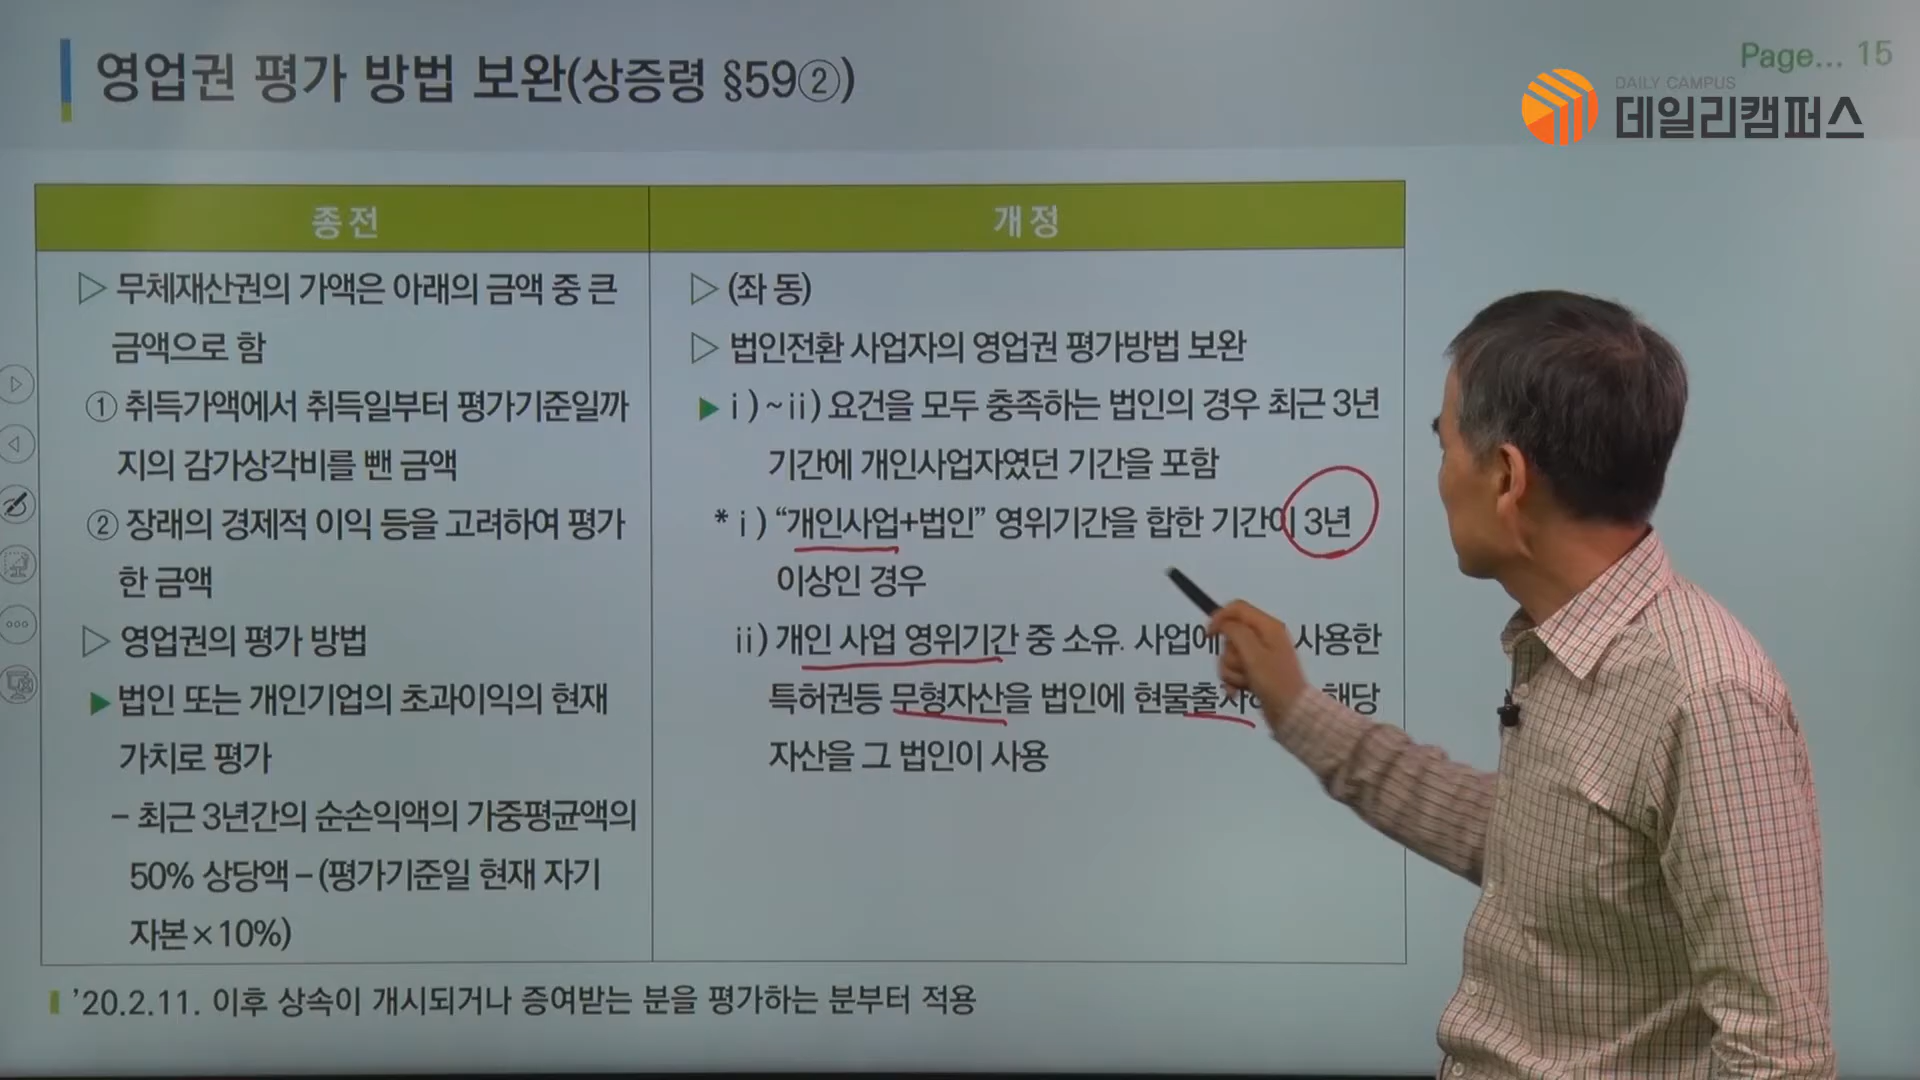 영업권 평가 방법 보완(상증령 §59②)
Page... 15
DAILY CAMPUS
데일리캠퍼스
종 전
▷ 무체재산권의 가액은 아래의 금액 중 큰
금액으로 함
① 취득가액에서 취득일부터 평가기준일까
지의 감가상각비를 뺀 금액
② 장래의 경제적 이익 등을 고려하여 평가
한 금액
▷ 영업권의 평가 방법
▶ 법인 또는 개인기업의 초과이익의 현재
가치로 평가
- 최근 3년간의 순손익액의 가중평균액의
50% 상당액 - (평가기준일 현재 자기
자본×10%)
개 정
▷ (좌 동)
▷ 법인전환 사업자의 영업권 평가방법 보완
▶ i)~ii) 요건을 모두 충족하는 법인의 경우 최근 3년
기간에 개인사업자였던 기간을 포함
* i) “개인사업+법인” 영위기간을 합한 기간이 3년
이상인 경우
ii) 개인 사업 영위기간 중 소유. 사업에 사용한
특허권등 무형자산을 법인에 현물출자 해당
자산을 그 법인이 사용
’20.2.11. 이후 상속이 개시되거나 증여받는 분을 평가하는 분부터 적용